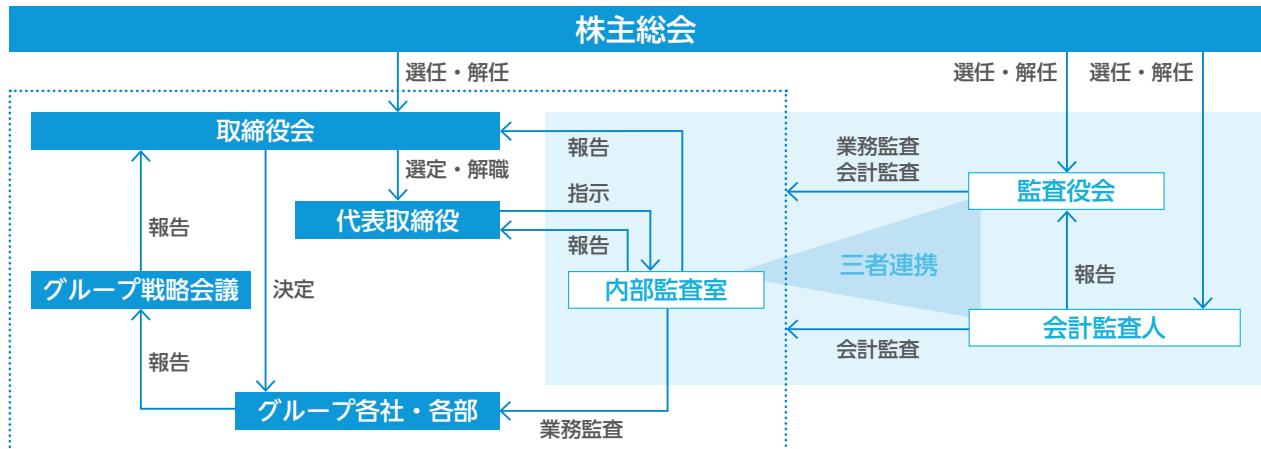 株主総会
選任・解任
選任・解任
選任・解任
取締役会
報告
業務監査
会計監査
選定・解職
指示
監査役会
代表取締役
報告
報告
三者連携
報告
グループ戦略会議
決定
内部監査室
会計監査人
会計監査
報告
グループ各社・各部
業務監査